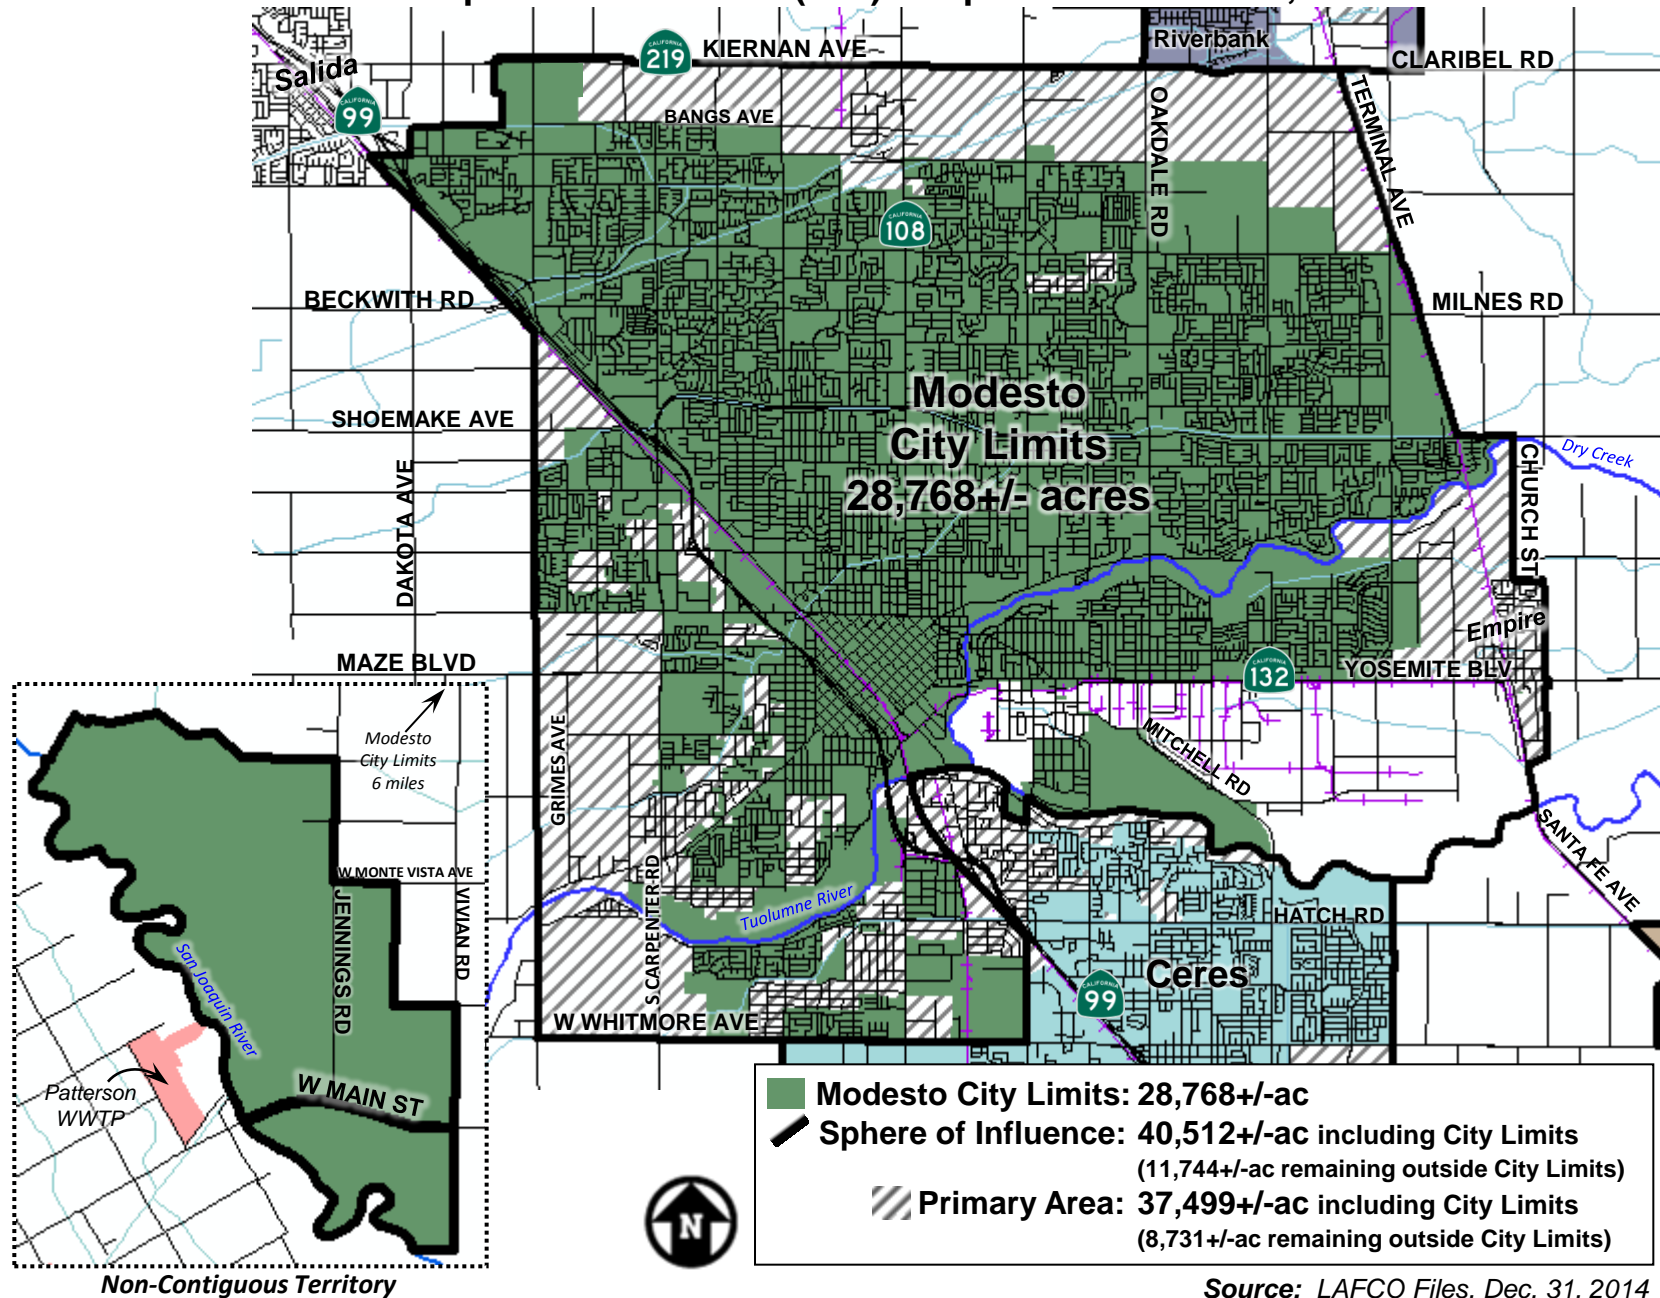 KIERNAN AVE
CALIFORNIA
219
Riverbank
CLARIBEL RD
Salida
CALIFORNIA
99
BANGS AVE
OAKDALE RD
TERMINAL AVE
CALIFORNIA
108
BECKWITH RD
MILNES RD
Modesto
City Limits
28,768+/- acres
SHOEMAKE AVE
DAKOTA AVE
CHURCH ST
Dry Creek
Empire
MAZE BLVD
CALIFORNIA
132
YOSEMITE BLV
GRIMES AVE
MITCHELL RD
SANTA FE AVE
S CARPENTER RD
Tuolumne River
HATCH RD
Ceres
CALIFORNIA
99
W WHITMORE AVE
Modesto
City Limits
6 miles
W MONTE VISTA AVE
JENNINGS RD
VIVIAN RD
San Joaquin River
Patterson
WWTP
W MAIN ST
Non-Contiguous Territory
N
Modesto City Limits: 28,768+/-ac
Sphere of Influence: 40,512+/-ac including City Limits
(11,744+/-ac remaining outside City Limits)
Primary Area: 37,499+/-ac including City Limits
(8,731+/-ac remaining outside City Limits)
Source: LAFCO Files, Dec. 31, 2014